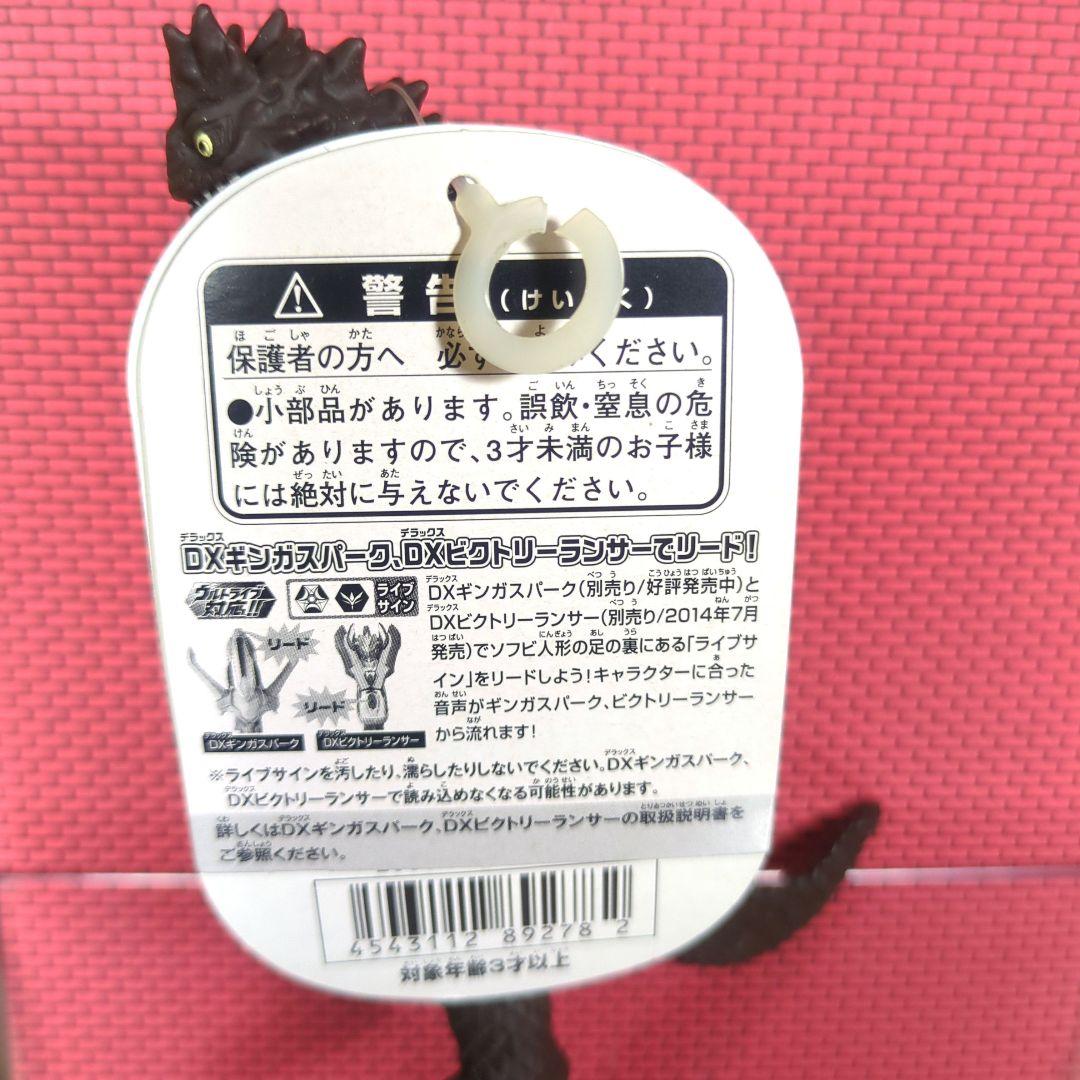 警告(けい く)
保護者の方へ 必ず ください。
●小部品があります。誤飲・窒息の危
険がありますので、3才未満のお子様
には絶対に与えないでください。
DXギンガスパーク、DXビクトリーランサーでリード!
ウルトライブ
対応!!
ライブ
サイン
リード
リード
DXギンガスパーク
DXビクトリーランサー
DXギンガスパーク(別売り/好評発売中)と
DXビクトリーランサー(別売り/2014年7月
発売)でソフビ人形の足の裏にある「ライブサ
イン」をリードしよう!キャラクターに合った
音声がギンガスパーク、ビクトリーランサー
から流れます!
※ライブサインを汚したり、濡らしたりしないでください。DXギンガスパーク、
DXビクトリーランサーで読み込めなくなる可能性があります。
詳しくはDXギンガスパーク、DXビクトリーランサーの取扱説明書を
ご参照ください。
4543112 892782
対象年齢3才以上